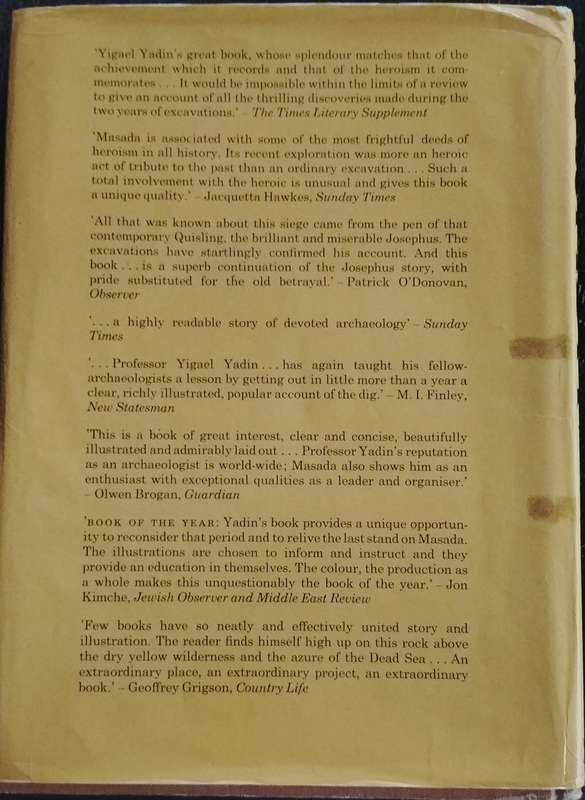 'Yigael Yadin's great book, whose splendour matches that of the
achievement which it records and that of the heroism it com-
memorates . . . It would be impossible within the limits of a review
to give an account of all the thrilling discoveries made during the
two years of excavations.' – The Times Literary Supplement
'Masada is associated with some of the most frightful deeds of
heroism in all history. Its recent exploration was more an heroic
act of tribute to the past than an ordinary excavation . . . Such a
total involvement with the heroic is unusual and gives this book
a unique quality.' – Jacquetta Hawkes, Sunday Times
'All that was known about this siege came from the pen of that
contemporary Quisling, the brilliant and miserable Josephus. The
excavations have startlingly confirmed his account. And this
book . . . is a superb continuation of the Josephus story, with
pride substituted for the old betrayal.' – Patrick O'Donovan,
Observer
'. . . a highly readable story of devoted archaeology' – Sunday
Times
'. . . Professor Yigael Yadin . . . has again taught his fellow-
archaeologists a lesson by getting out in little more than a year a
clear, richly illustrated, popular account of the dig.' – M. I. Finley,
New Statesman
'This is a book of great interest, clear and concise, beautifully
illustrated and admirably laid out . . . Professor Yadin's reputation
as an archaeologist is world-wide; Masada also shows him as an
enthusiast with exceptional qualities as a leader and organiser.'
– Olwen Brogan, Guardian
'BOOK OF THE YEAR: Yadin's book provides a unique opportun-
ity to reconsider that period and to relive the last stand on Masada.
The illustrations are chosen to inform and instruct and they
provide an education in themselves. The colour, the production as
a whole makes this unquestionably the book of the year.' – Jon
Kimche, Jewish Observer and Middle East Review
'Few books have so neatly and effectively united story and
illustration. The reader finds himself high up on this rock above
the dry yellow wilderness and the azure of the Dead Sea . . . An
extraordinary place, an extraordinary project, an extraordinary
book.' – Geoffrey Grigson, Country Life